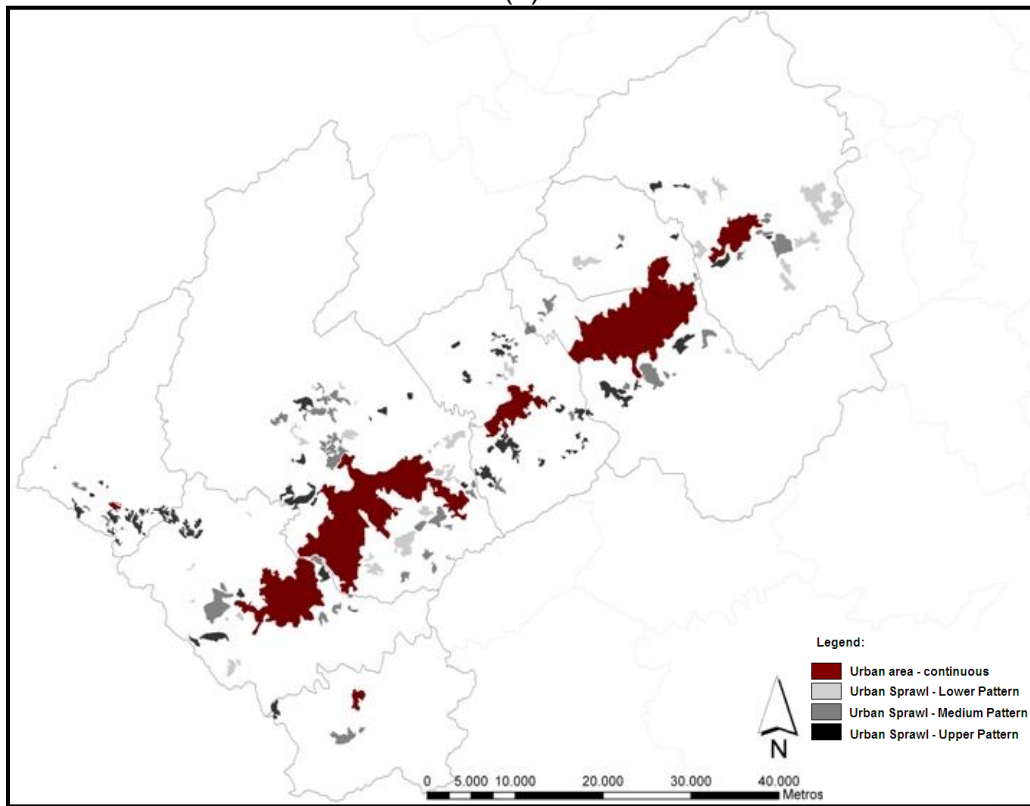 Legend:
Urban area - continuous
Urban Sprawl - Lower Pattern
Urban Sprawl - Medium Pattern
Urban Sprawl - Upper Pattern
N
0 5.000 10.000 20.000 30.000 40.000
Metros